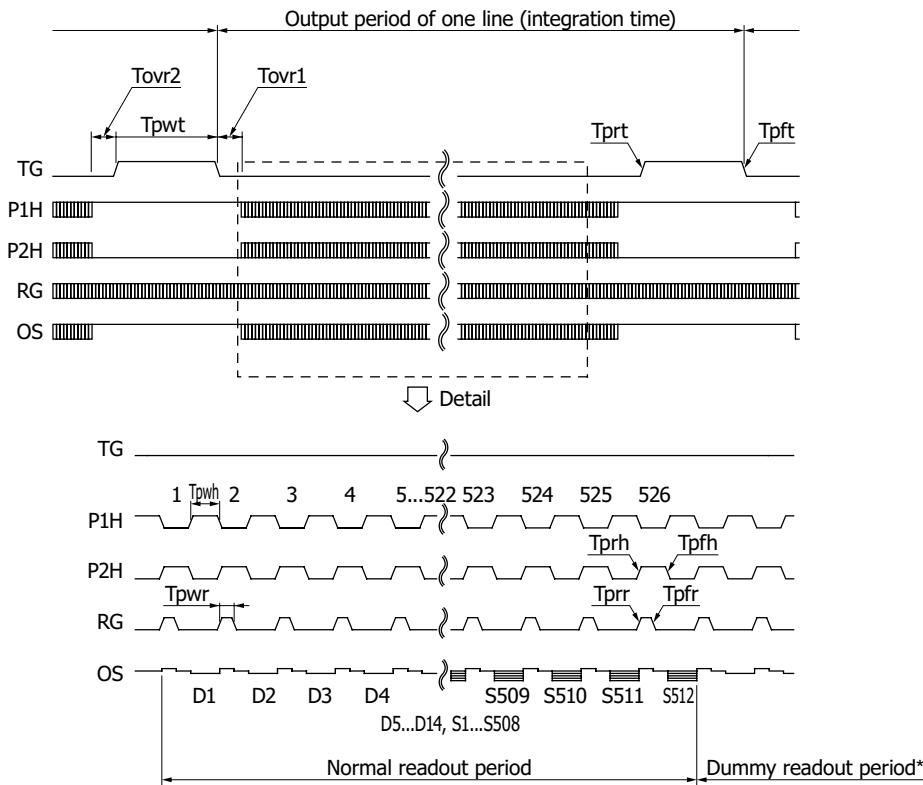 Output period of one line (integration time)
Tovr2
Tovr1
Tpwt
Tprt
Tpft
TG
P1H
P2H
RG
OS
Detail
TG
1 Tpwh 2 3 4 5...522 523 524 525 526
P1H
Tprh Tpfh
P2H
Tpwr Tprr Tpfr
RG
OS
D1 D2 D3 D4 S509 S510 S511 S512
D5...D14, S1...S508
Normal readout period Dummy readout period*